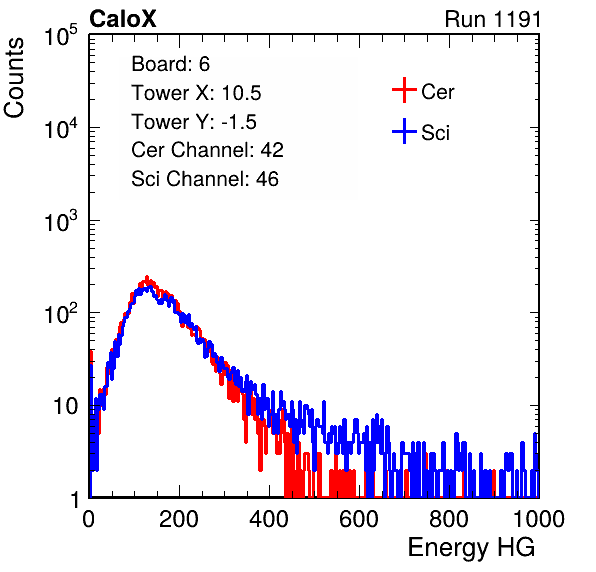 CaloX Run 1191
Counts
Board: 6
Tower X: 10.5
Tower Y: -1.5
Cer Channel: 42
Sci Channel: 46
Cer
Sci
10^5
10^4
10^3
10^2
10
1
0 200 400 600 800 1000
Energy HG